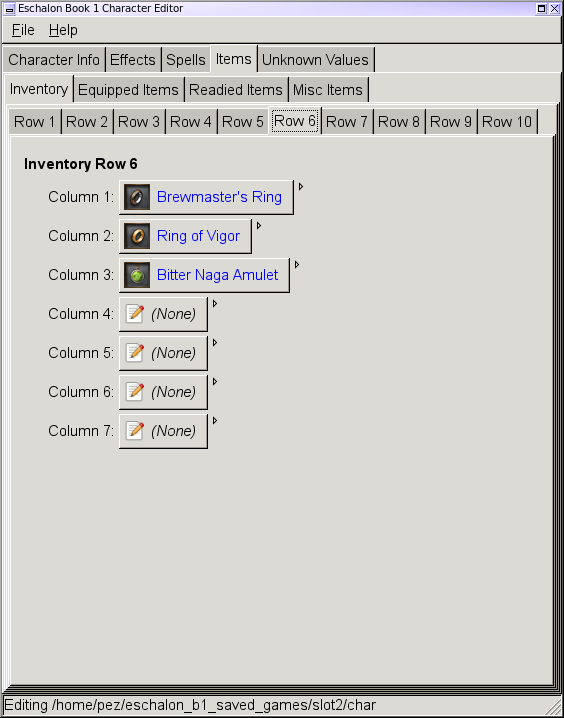 Eschalon Book 1 Character Editor
File Help
Character Info Effects Spells Items Unknown Values
Inventory Equipped Items Readied Items Misc Items
Row 1 Row 2 Row 3 Row 4 Row 5 Row 6 Row 7 Row 8 Row 9 Row 10
Inventory Row 6
Column 1: Brewmaster's Ring
Column 2: Ring of Vigor
Column 3: Bitter Naga Amulet
Column 4: (None)
Column 5: (None)
Column 6: (None)
Column 7: (None)
Editing /home/pez/eschalon_b1_saved_games/slot2/char